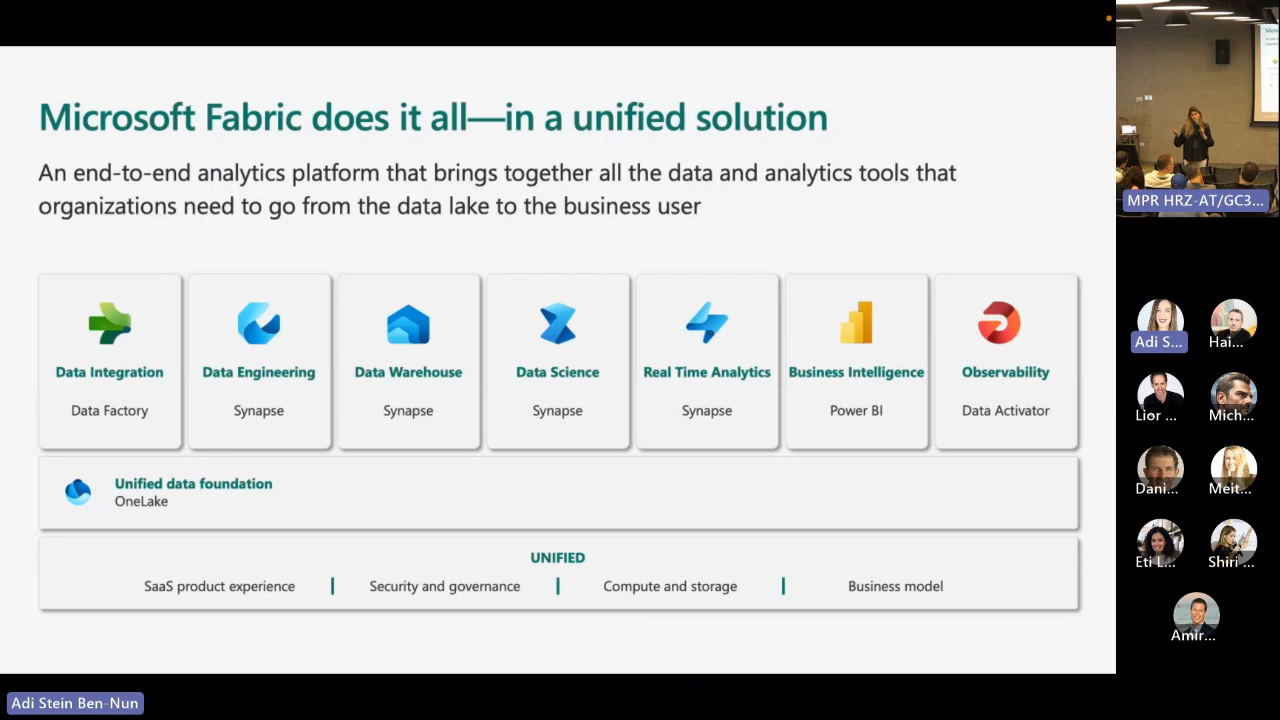 Microsoft Fabric does it all—in a unified solution
An end-to-end analytics platform that brings together all the data and analytics tools that
organizations need to go from the data lake to the business user
Data Integration
Data Factory
Data Engineering
Synapse
Data Warehouse
Synapse
Data Science
Synapse
Real Time Analytics
Synapse
Business Intelligence
Power BI
Observability
Data Activator
Unified data foundation
OneLake
UNIFIED
SaaS product experience | Security and governance | Compute and storage | Business model
Adi Stein Ben-Nun
MPR HRZ-AT/GC3...
Adi S...
Hai...
Lior ...
Mich...
Dani...
Meit...
Eti L...
Shiri ...
Amir...